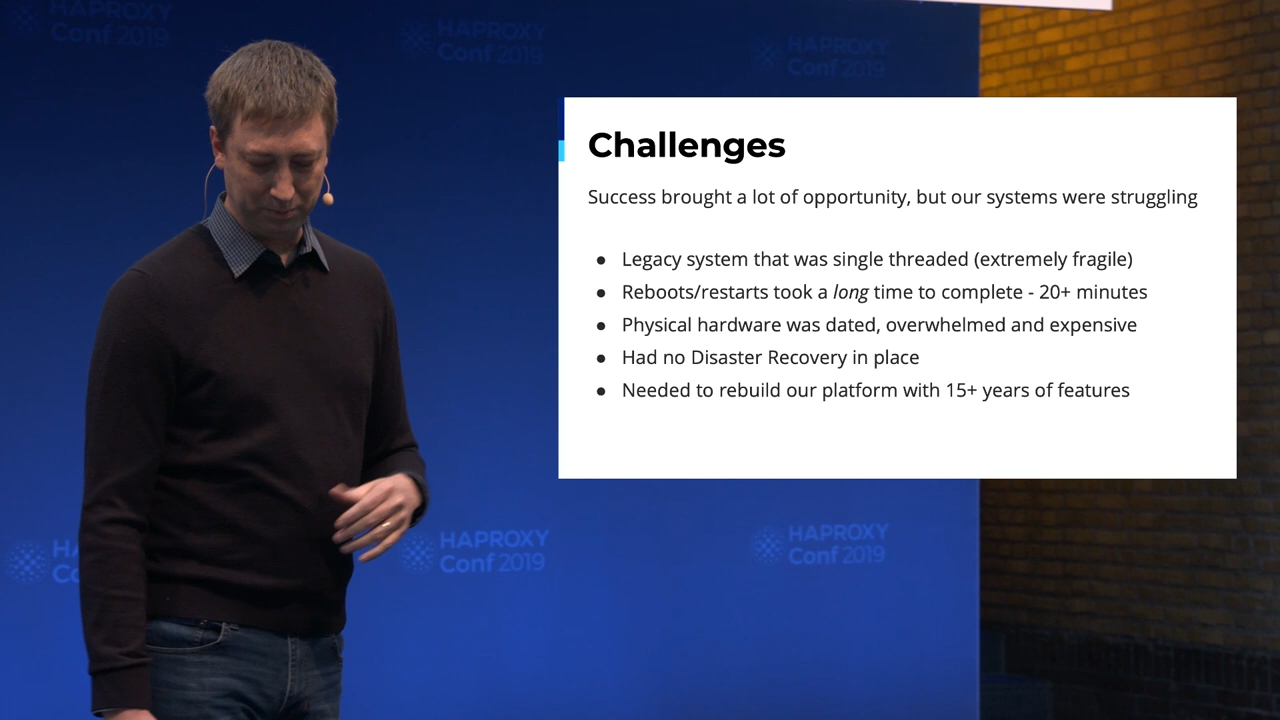 HAPROXY
Conf 2019
HAPROXY
Conf 2019
HAPROXY
Conf 2019
Challenges
Success brought a lot of opportunity, but our systems were struggling
● Legacy system that was single threaded (extremely fragile)
● Reboots/restarts took a long time to complete - 20+ minutes
● Physical hardware was dated, overwhelmed and expensive
● Had no Disaster Recovery in place
● Needed to rebuild our platform with 15+ years of features
HAPROXY
Conf 2019
HAPROXY
Conf 2019